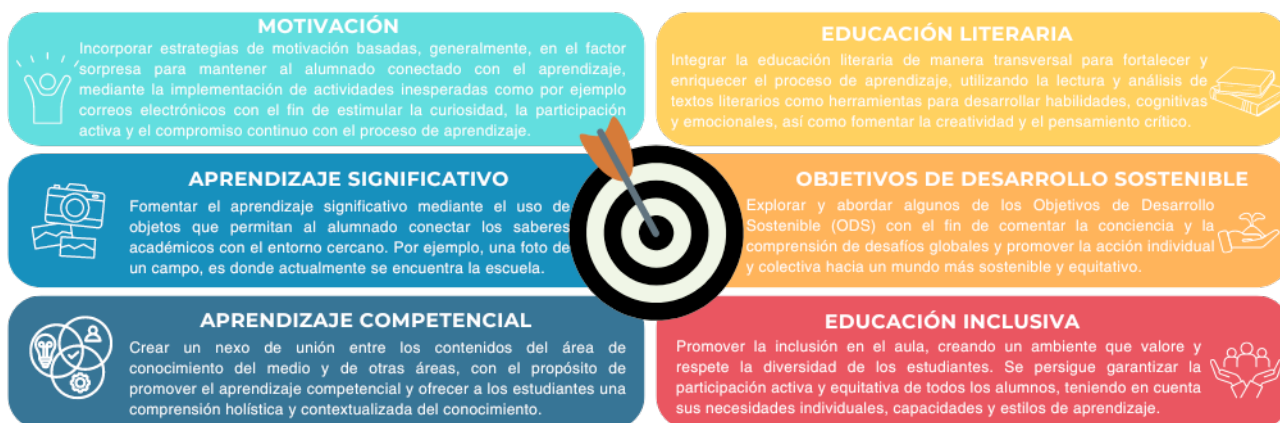 MOTIVACIÓN
Incorporar estrategias de motivación basadas, generalmente, en el factor
sorpresa para mantener al alumnado conectado con el aprendizaje,
mediante la implementación de actividades inesperadas como por ejemplo
correos electrónicos con el fin de estimular la curiosidad, la participación
activa y el compromiso continuo con el proceso de aprendizaje.
EDUCACIÓN LITERARIA
Integrar la educación literaria de manera transversal para fortalecer y
enriquecer el proceso de aprendizaje, utilizando la lectura y análisis de
textos literarios como herramientas para desarrollar habilidades, cognitivas
y emocionales, así como fomentar la creatividad y el pensamiento crítico.
APRENDIZAJE SIGNIFICATIVO
Fomentar el aprendizaje significativo mediante el uso de
objetos que permitan al alumnado conectar los saberes
académicos con el entorno cercano. Por ejemplo, una foto de
un campo, es donde actualmente se encuentra la escuela.
OBJETIVOS DE DESARROLLO SOSTENIBLE
Explorar y abordar algunos de los Objetivos de Desarrollo
Sostenible (ODS) con el fin de comentar la conciencia y la
comprensión de desafíos globales y promover la acción individual
y colectiva hacia un mundo más sostenible y equitativo.
APRENDIZAJE COMPETENCIAL
Crear un nexo de unión entre los contenidos del área de
conocimiento del medio y de otras áreas, con el propósito de
promover el aprendizaje competencial y ofrecer a los estudiantes una
comprensión holística y contextualizada del conocimiento.
EDUCACIÓN INCLUSIVA
Promover la inclusión en el aula, creando un ambiente que valore y
respete la diversidad de los estudiantes. Se persigue garantizar la
participación activa y equitativa de todos los alumnos, teniendo en cuenta
sus necesidades individuales, capacidades y estilos de aprendizaje.